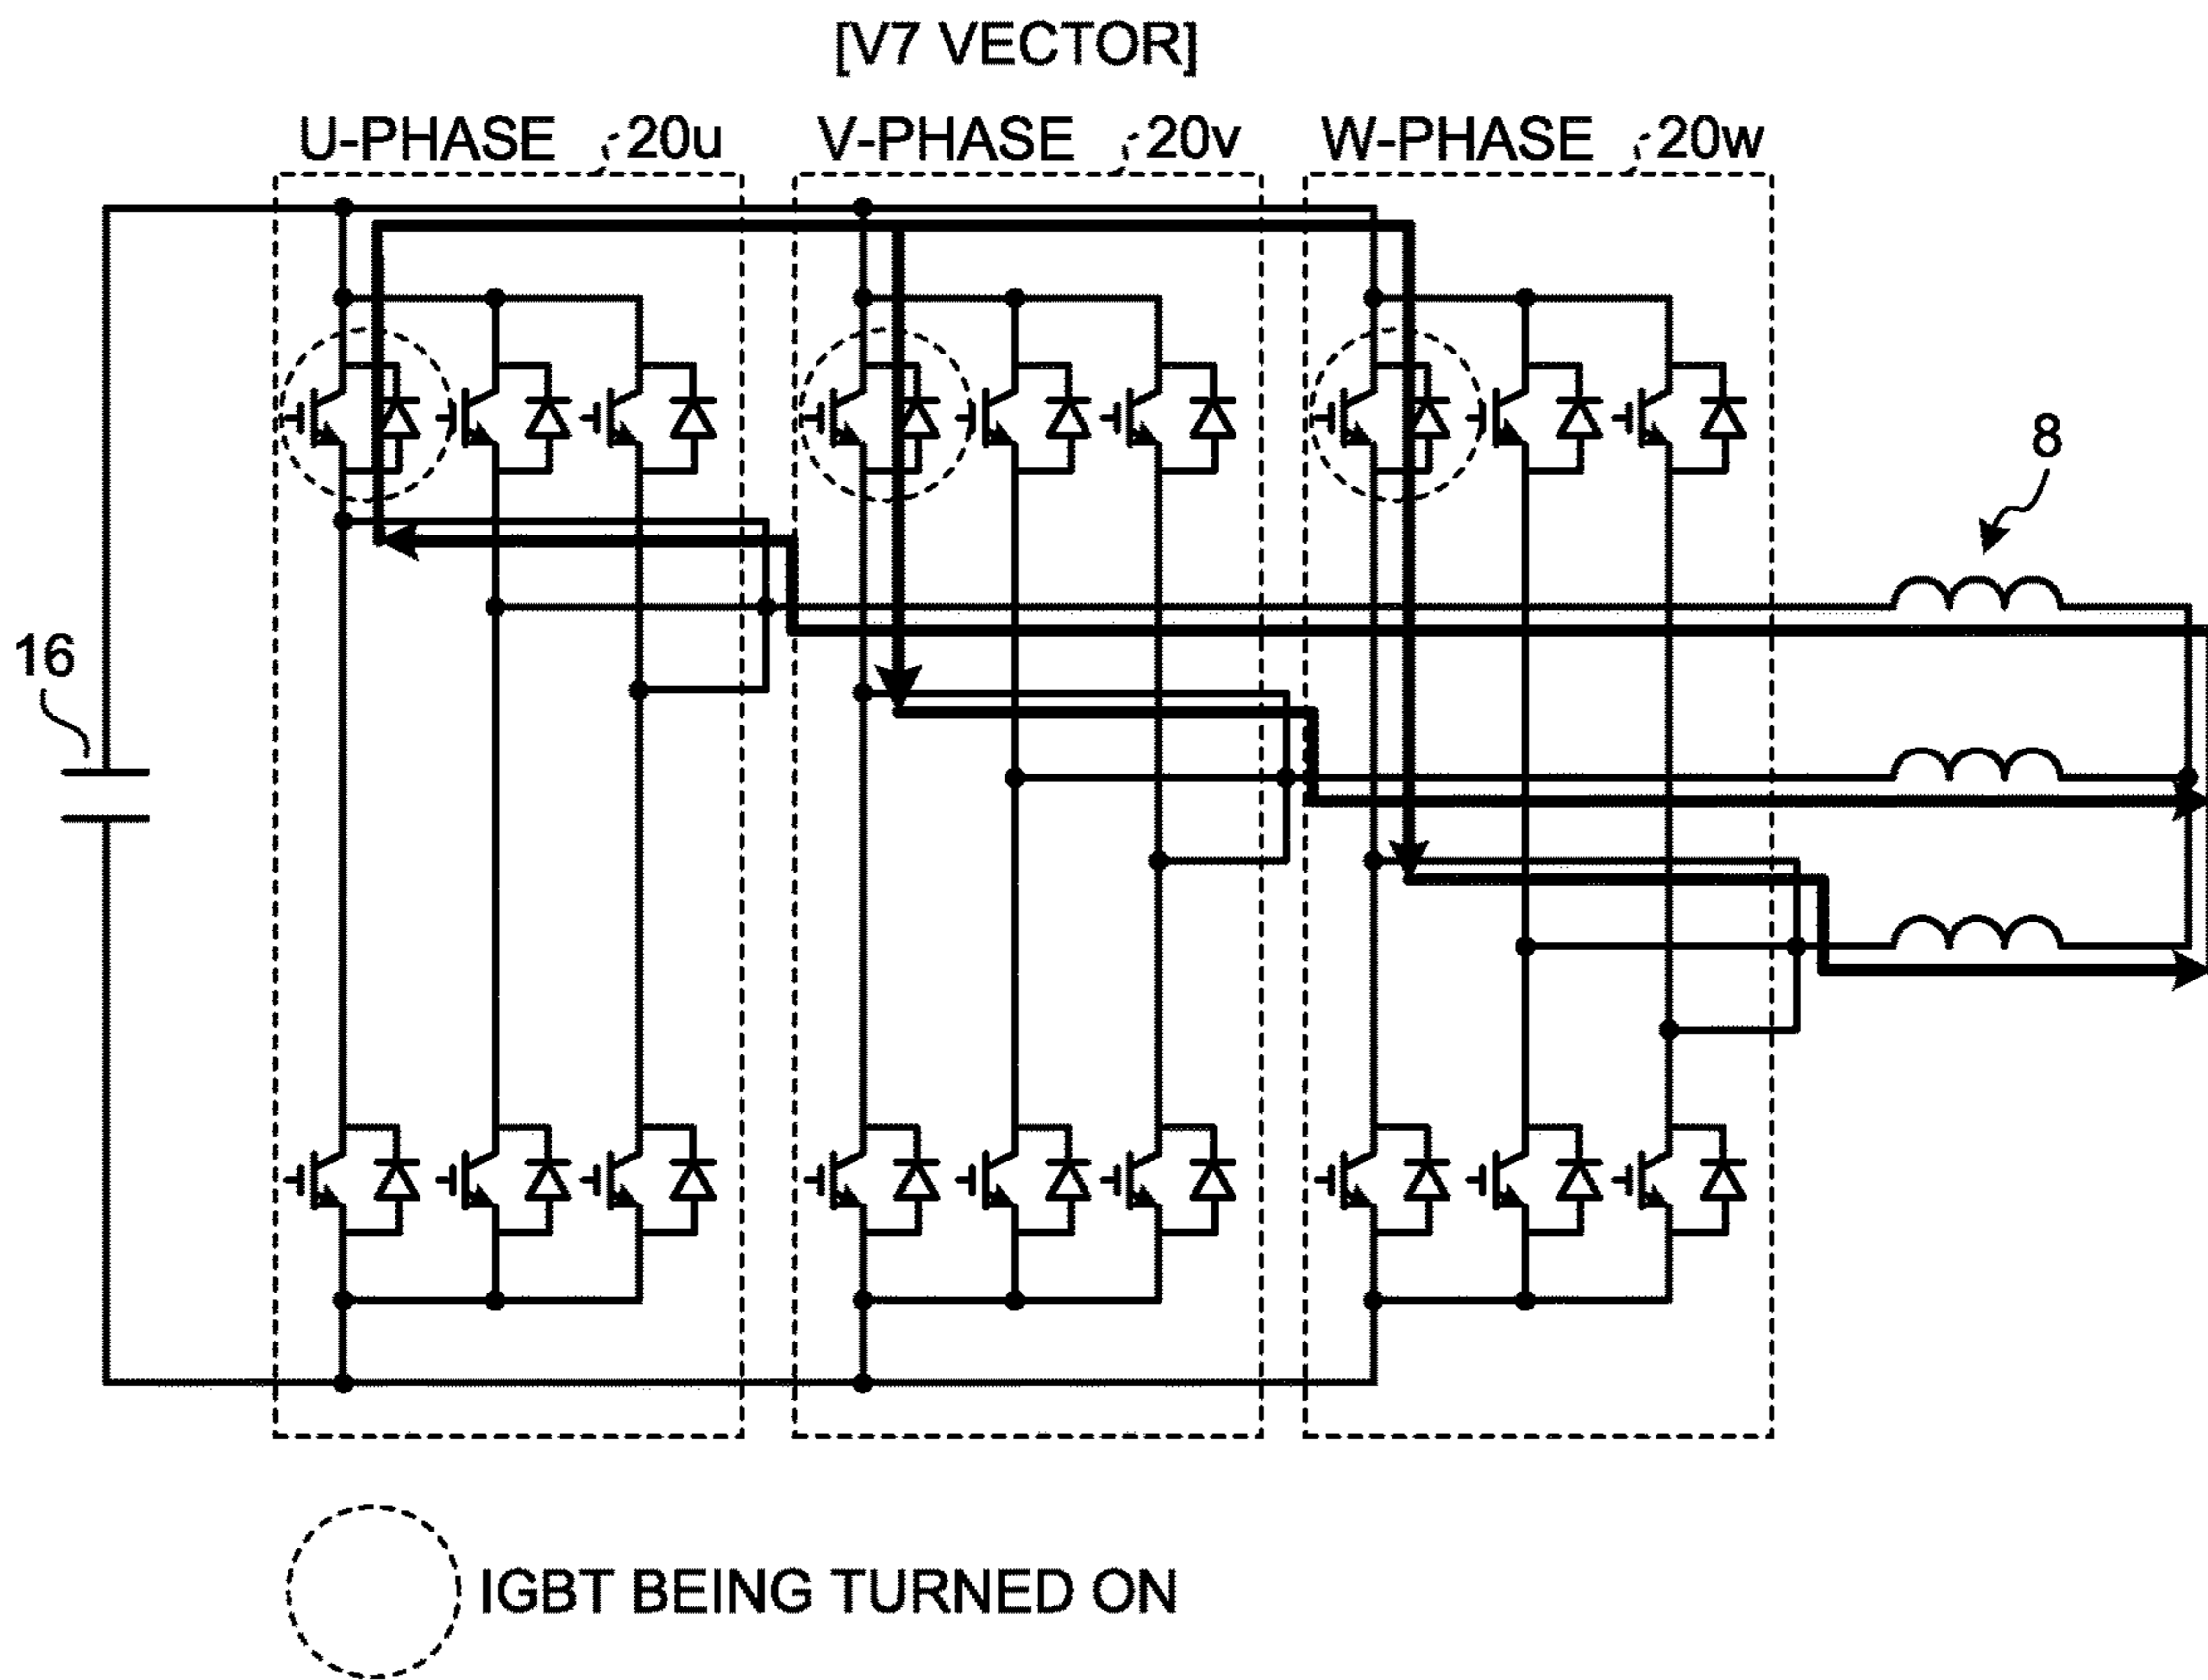 [V7 VECTOR]
U-PHASE 20u V-PHASE 20v W-PHASE 20w
8
16
IGBT BEING TURNED ON